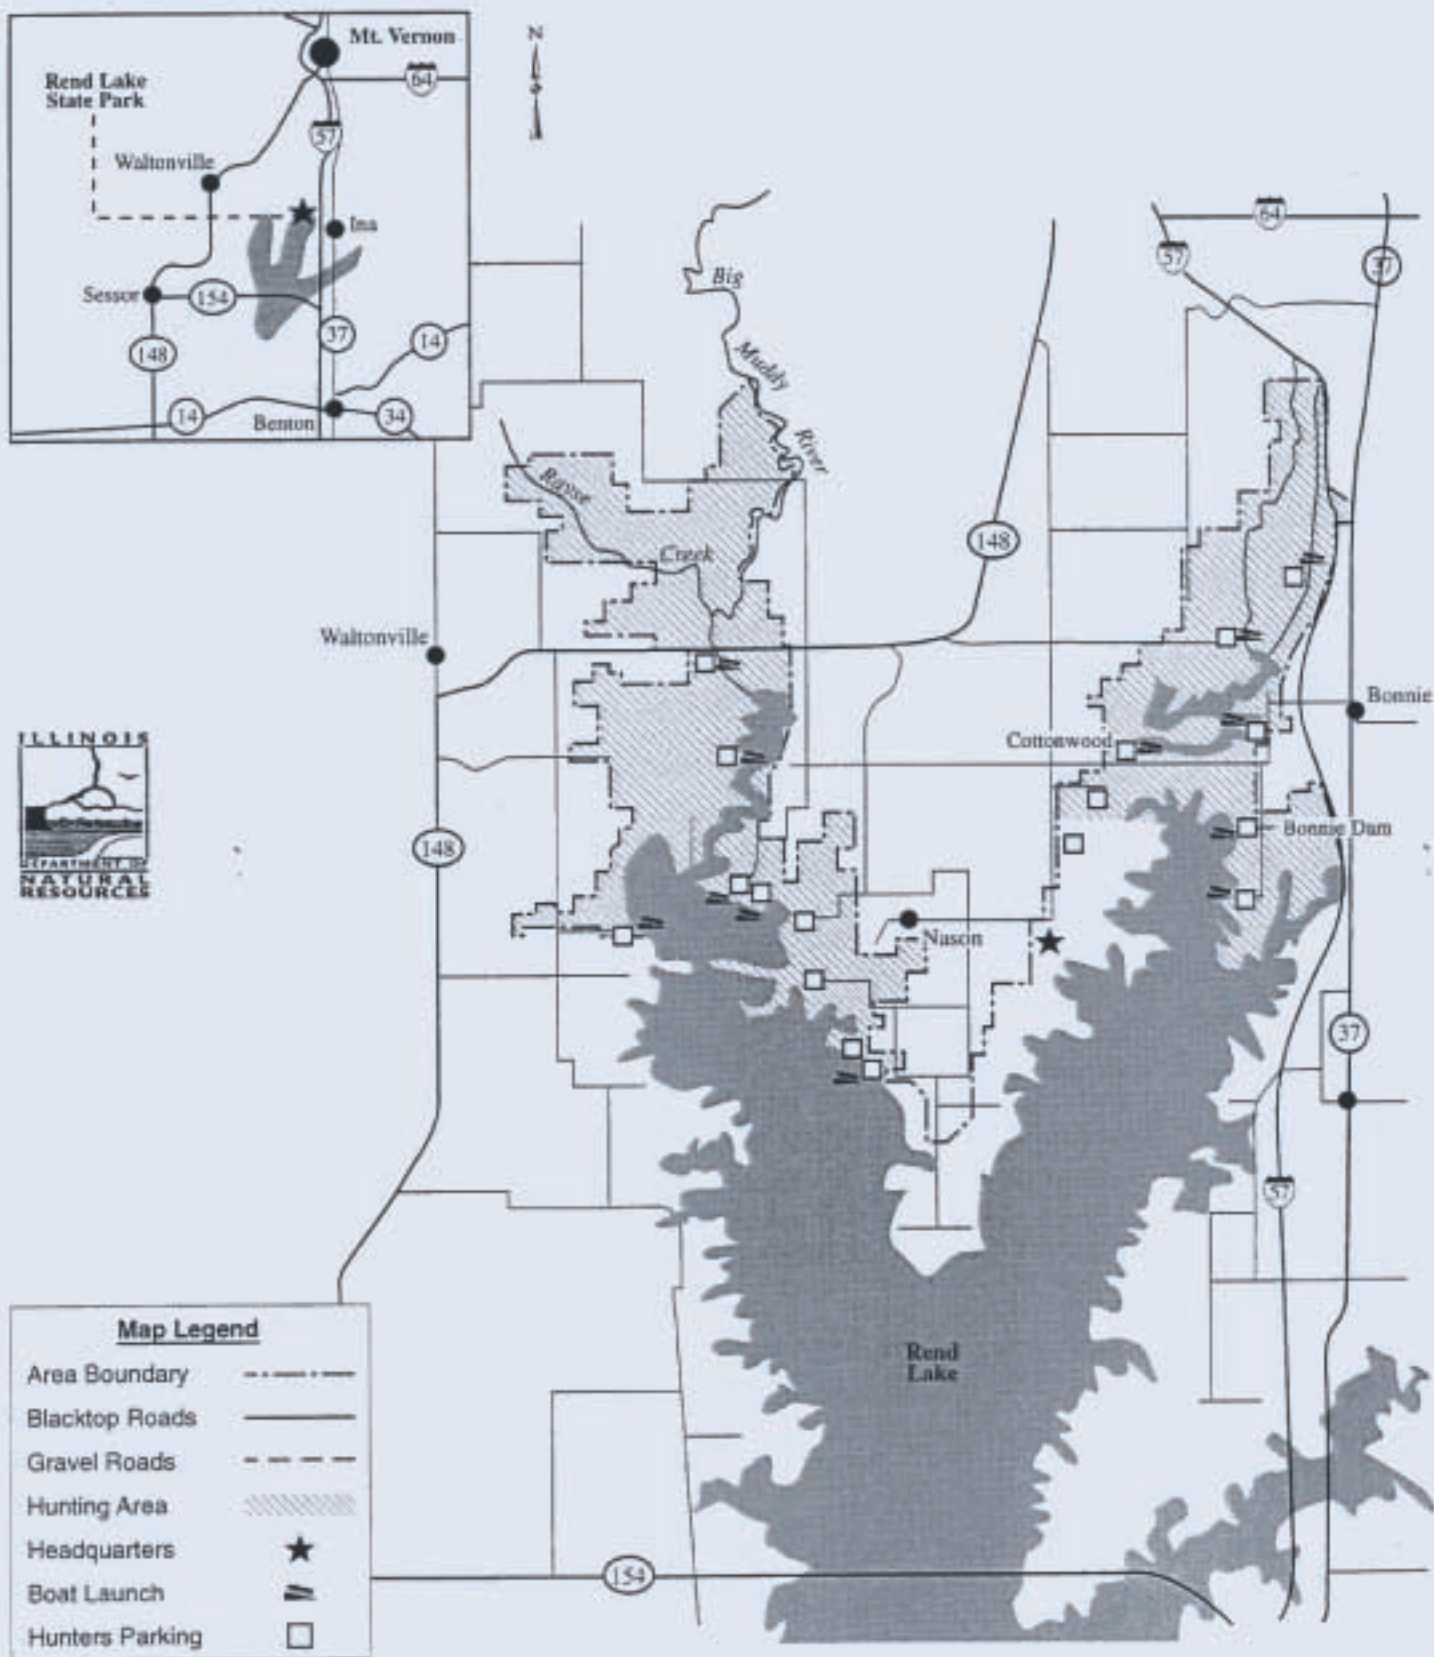 Mt. Vernon
64
Rend Lake
State Park
57
Waltonville
Ina
Sessor
154
148
37
14
14
Benton
34
N
Big
Muddy
River
Rayse
Creek
64
57
37
148
Waltonville
Bonnie
Cottonwood
Bonnie Dam
148
Nason
37
57
ILLINOIS
DEPARTMENT OF
NATURAL
RESOURCES
Rend
Lake
154
Map Legend
Area Boundary
Blacktop Roads
Gravel Roads
Hunting Area
Headquarters
Boat Launch
Hunters Parking